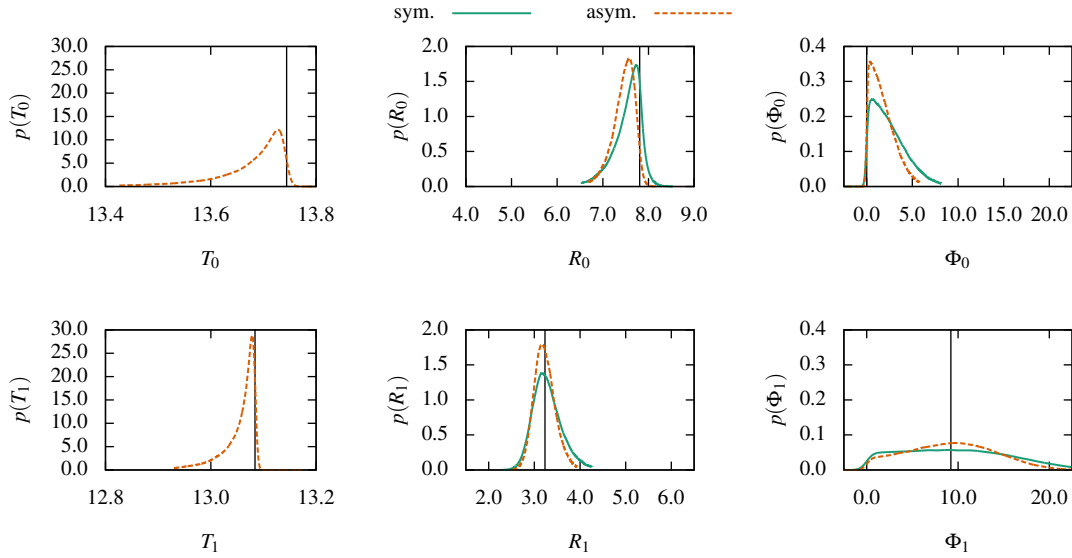 sym. asym.
30.0 25.0 20.0 15.0 10.0 5.0 0.0
p(T₀)
13.4 13.6 13.8
T₀
2.0 1.5 1.0 0.5 0.0
p(R₀)
4.0 5.0 6.0 7.0 8.0 9.0
R₀
0.4 0.3 0.2 0.1 0.0
p(Φ₀)
0.0 5.0 10.0 15.0 20.0
Φ₀
30.0 25.0 20.0 15.0 10.0 5.0 0.0
p(T₁)
12.8 13.0 13.2
T₁
2.0 1.5 1.0 0.5 0.0
p(R₁)
2.0 3.0 4.0 5.0 6.0
R₁
0.4 0.3 0.2 0.1 0.0
p(Φ₁)
0.0 10.0 20.0
Φ₁